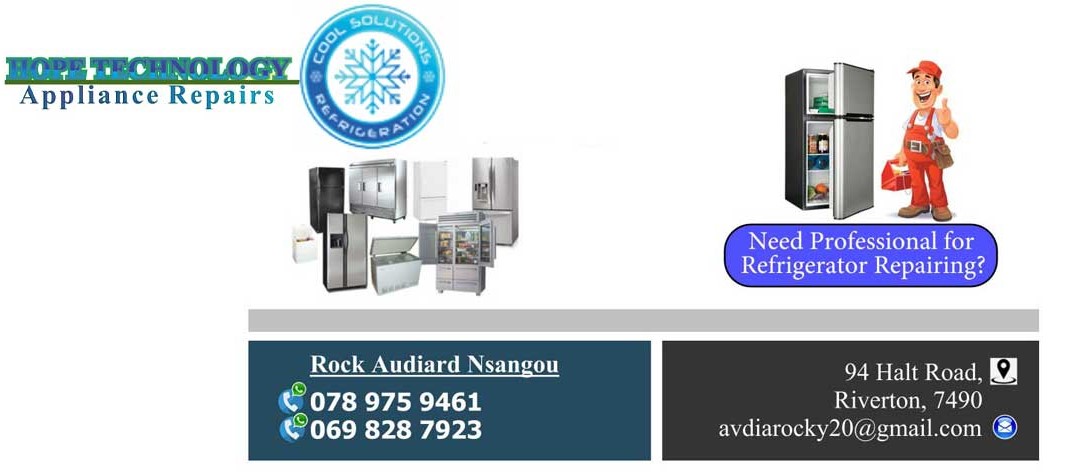 HOPE TECHNOLOGY
Appliance Repairs
COOL SOLUTIONS
REFRIGERATION
Need Professional for
Refrigerator Repairing?
Rock Audiard Nsangou
078 975 9461
069 828 7923
94 Halt Road,
Riverton, 7490
avdiarocky20@gmail.com